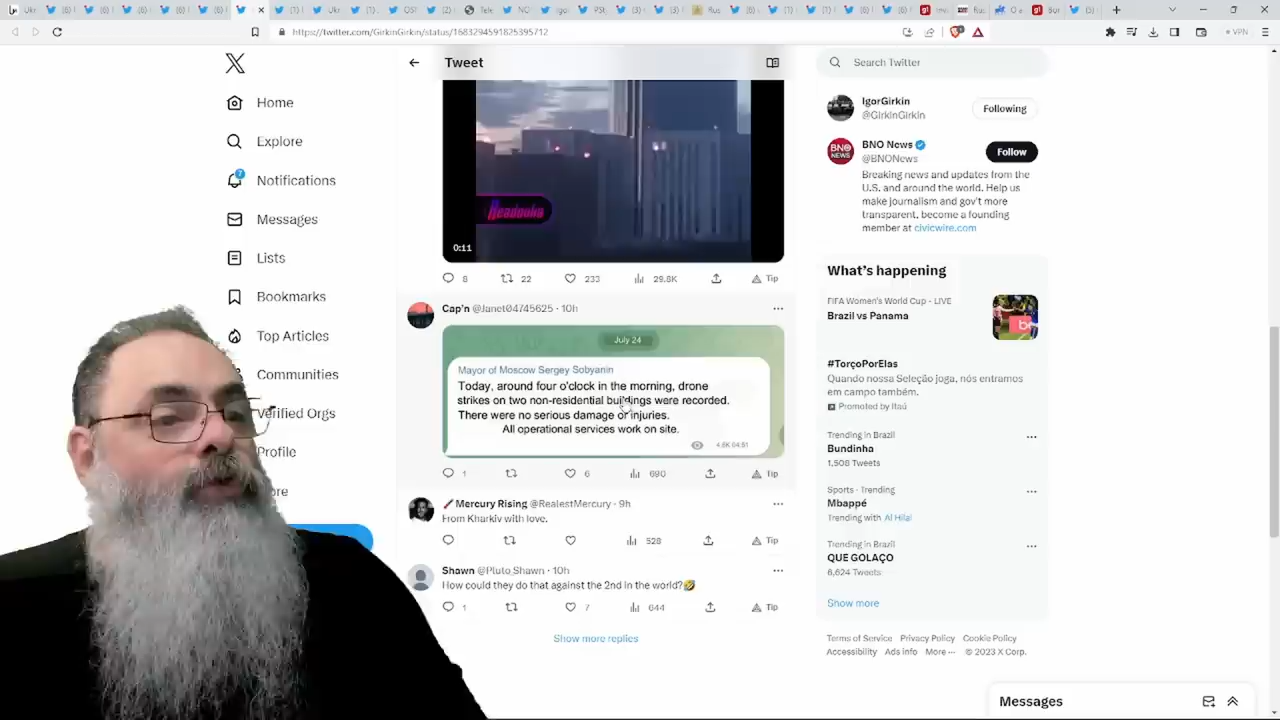 https://twitter.com/GirkinGirkin/status/1683294591825395712
VPN
Home
Explore
7
Notifications
Messages
Lists
Bookmarks
Top Articles
Communities
Verified Orgs
Profile
ore
Tweet
Readovka
0:11
8 22 233 29.8K Tip
Cap'n @Janet04745625 · 10h
July 24
Mayor of Moscow Sergey Sobyanin
Today, around four o'clock in the morning, drone
strikes on two non-residential buildings were recorded.
There were no serious damage or injuries.
All operational services work on site.
4.6K 04:51
1 6 690 Tip
Mercury Rising @RealestMercury · 9h
From Kharkiv with love.
528 Tip
Shawn @Pluto_Shawn · 10h
How could they do that against the 2nd in the world?🤣
1 7 644 Tip
Show more replies
Search Twitter
IgorGirkin
@GirkinGirkin
Following
BNO NEWS
BNO News
@BNONews
Follow
Breaking news and updates from the
U.S. and around the world. Help us
make journalism and gov't more
transparent, become a founding
member at civicwire.com
What's happening
FIFA Women's World Cup · LIVE
Brazil vs Panama
#TorçoPorElas
Quando nossa Seleção joga, nós entramos
em campo também.
Promoted by Itaú
Trending in Brazil
Bundinha
1,508 Tweets
Sports · Trending
Mbappé
Trending with Al Hilal
Trending in Brazil
QUE GOLAÇO
6,624 Tweets
Show more
Terms of Service Privacy Policy Cookie Policy
Accessibility Ads info More ··· © 2023 X Corp.
Messages